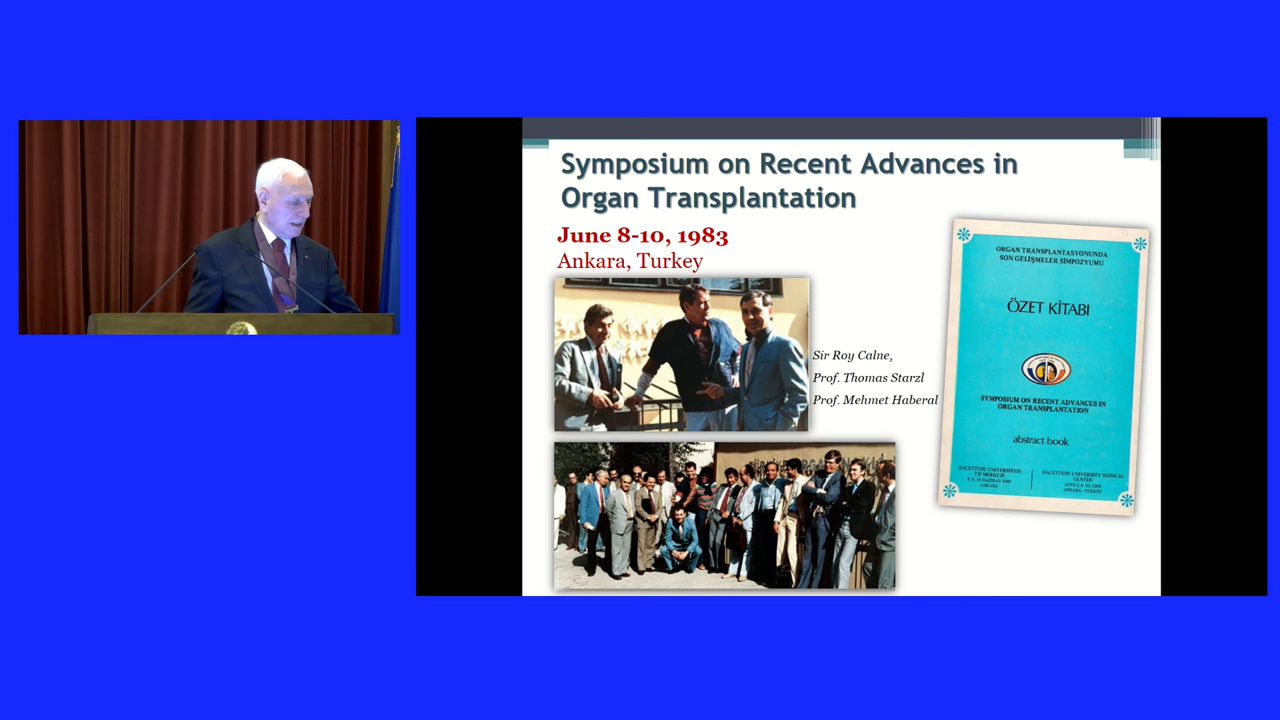 Symposium on Recent Advances in
Organ Transplantation
June 8-10, 1983
Ankara, Turkey
Sir Roy Calne,
Prof. Thomas Starzl
Prof. Mehmet Haberal
ORGAN TRANSPLANTASYONUNDA
SON GELİŞMELER SİMPOZYUMU
ÖZET KİTABI
SYMPOSIUM ON RECENT ADVANCES IN
ORGAN TRANSPLANTATION
abstract book
HACETTEPE ÜNİVERSİTESİ
TIP MERKEZİ
ANKARA
HACETTEPE UNIVERSITY MEDICAL
CENTER
ANKARA - TURKEY